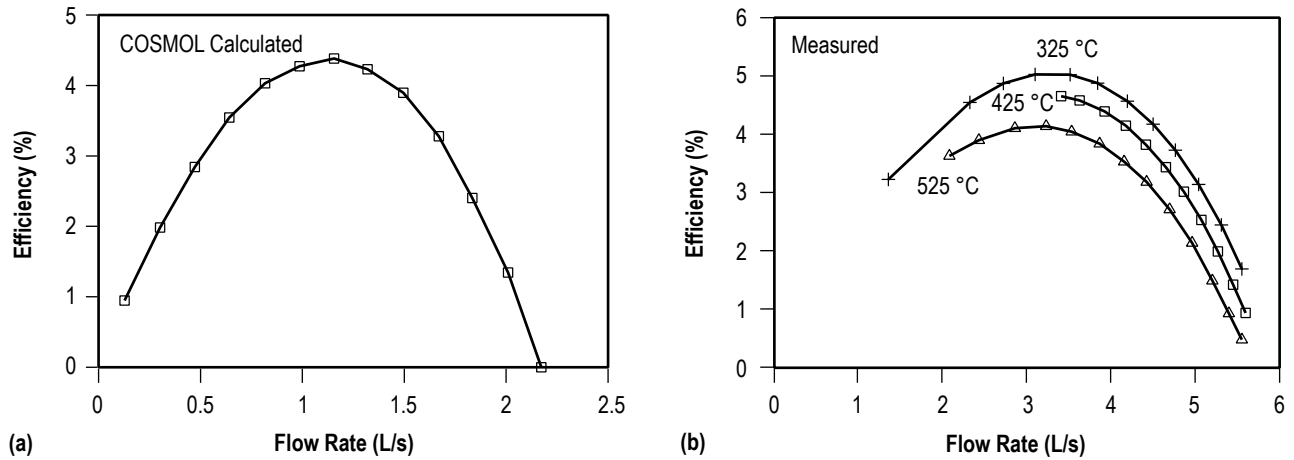 COSMOL Calculated
Efficiency (%)
5
4
3
2
1
0
0 0.5 1 1.5 2 2.5
Flow Rate (L/s)
(a)
Measured
325 °C
425 °C
525 °C
Efficiency (%)
6
5
4
3
2
1
0
0 1 2 3 4 5 6
Flow Rate (L/s)
(b)